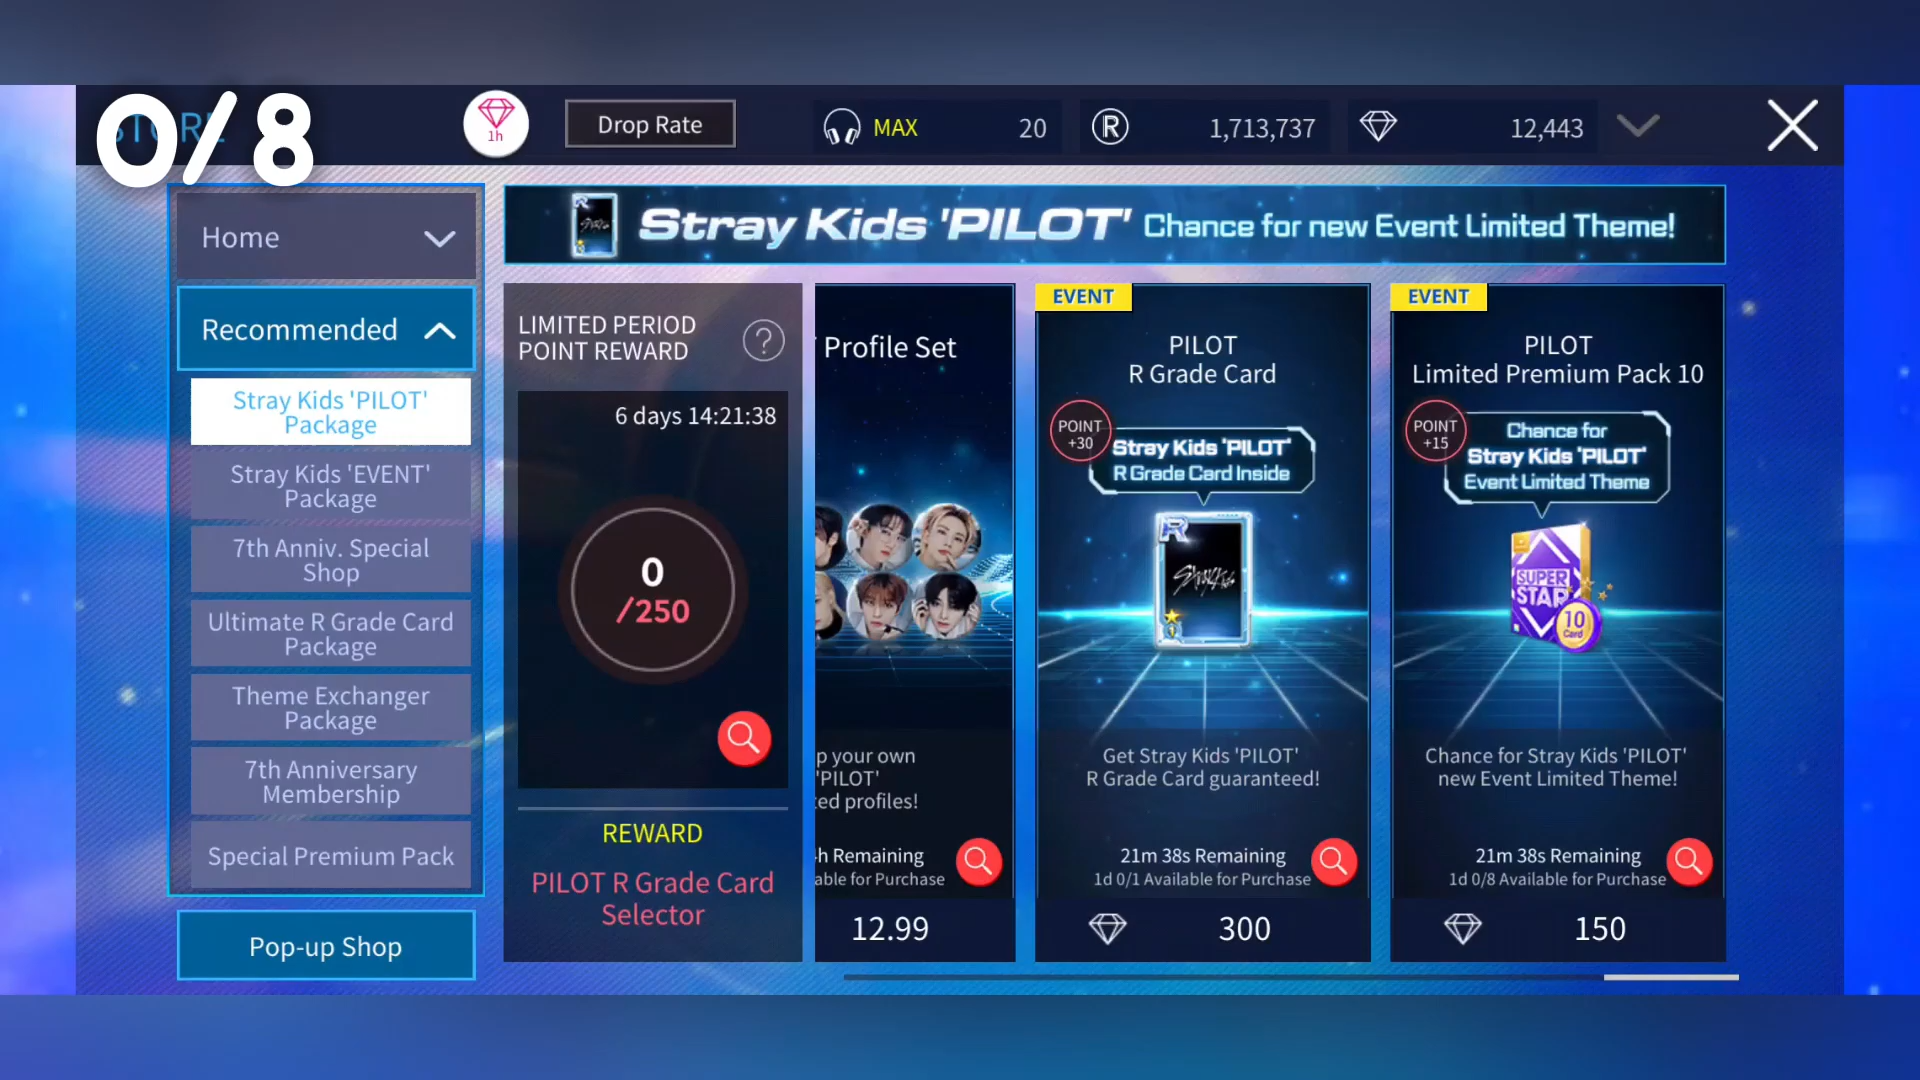 0/8
STORE
1h
Drop Rate
MAX
20
R
1,713,737
12,443
Stray Kids 'PILOT' Chance for new Event Limited Theme!
Home
Recommended
Stray Kids 'PILOT'
Package
Stray Kids 'EVENT'
Package
7th Anniv. Special
Shop
Ultimate R Grade Card
Package
Theme Exchanger
Package
7th Anniversary
Membership
Special Premium Pack
Pop-up Shop
LIMITED PERIOD
POINT REWARD
?
6 days 14:21:38
0
/250
REWARD
PILOT R Grade Card
Selector
Profile Set
p your own
'PILOT'
ted profiles!
h Remaining
able for Purchase
12.99
EVENT
PILOT
R Grade Card
POINT
+30
Stray Kids 'PILOT'
R Grade Card Inside
R
Stray Kids
1
Get Stray Kids 'PILOT'
R Grade Card guaranteed!
21m 38s Remaining
1d 0/1 Available for Purchase
300
EVENT
PILOT
Limited Premium Pack 10
POINT
+15
Chance for
Stray Kids 'PILOT'
Event Limited Theme
SUPER
STAR
10
Card
Chance for Stray Kids 'PILOT'
new Event Limited Theme!
21m 38s Remaining
1d 0/8 Available for Purchase
150